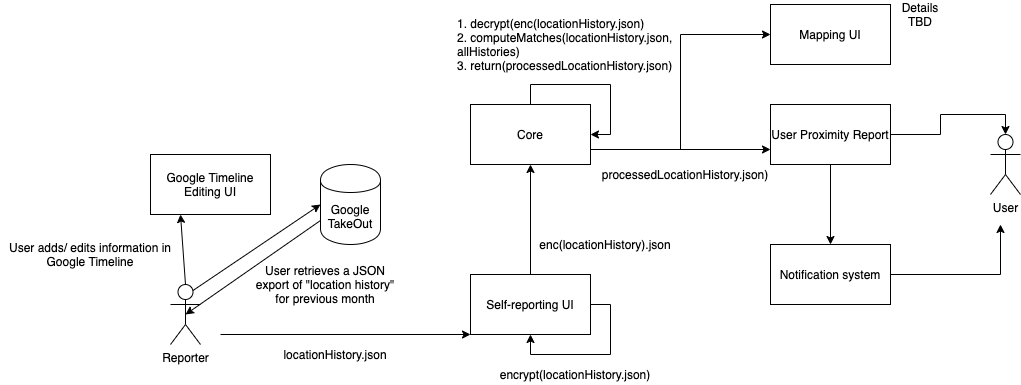 Details
TBD
1. decrypt(enc(locationHistory.json)
2. computeMatches(locationHistory.json,
allHistories)
3. return(processedLocationHistory.json)
Mapping UI
Core
User Proximity Report
processedLocationHistory.json)
Google Timeline
Editing UI
Google
TakeOut
User
User adds/ edits information in
Google Timeline
enc(locationHistory).json
User retrieves a JSON
export of "location history"
for previous month
Notification system
Self-reporting UI
Reporter
locationHistory.json
encrypt(locationHistory.json)